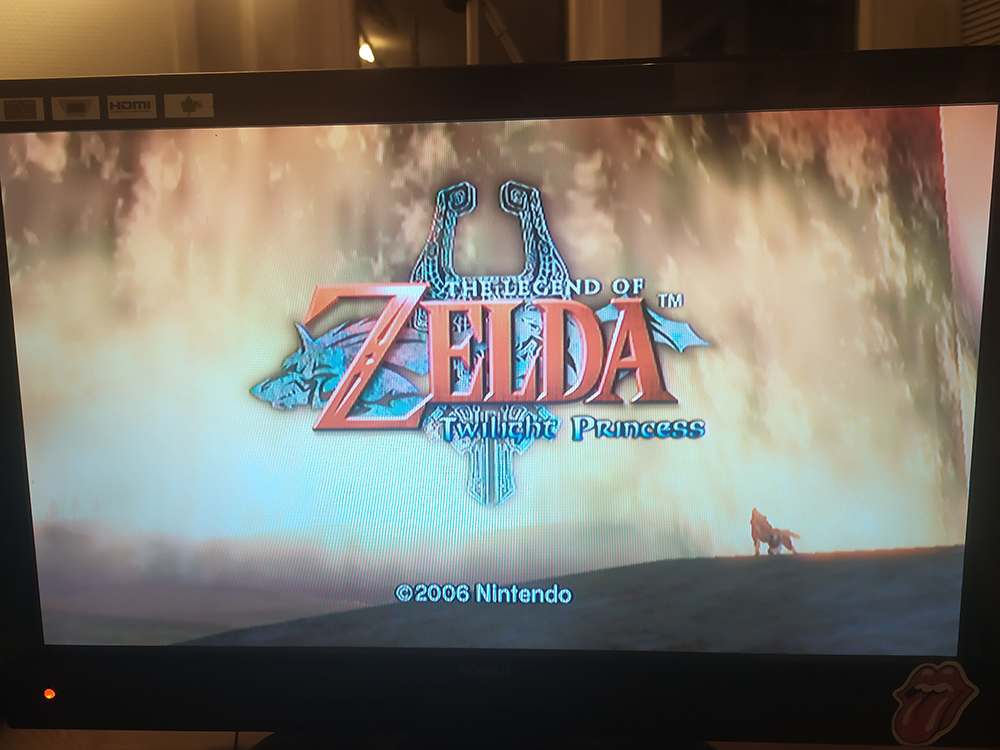 HDMI
THE LEGEND OF
ZELDA TM
Twilight Princess
©2006 Nintendo